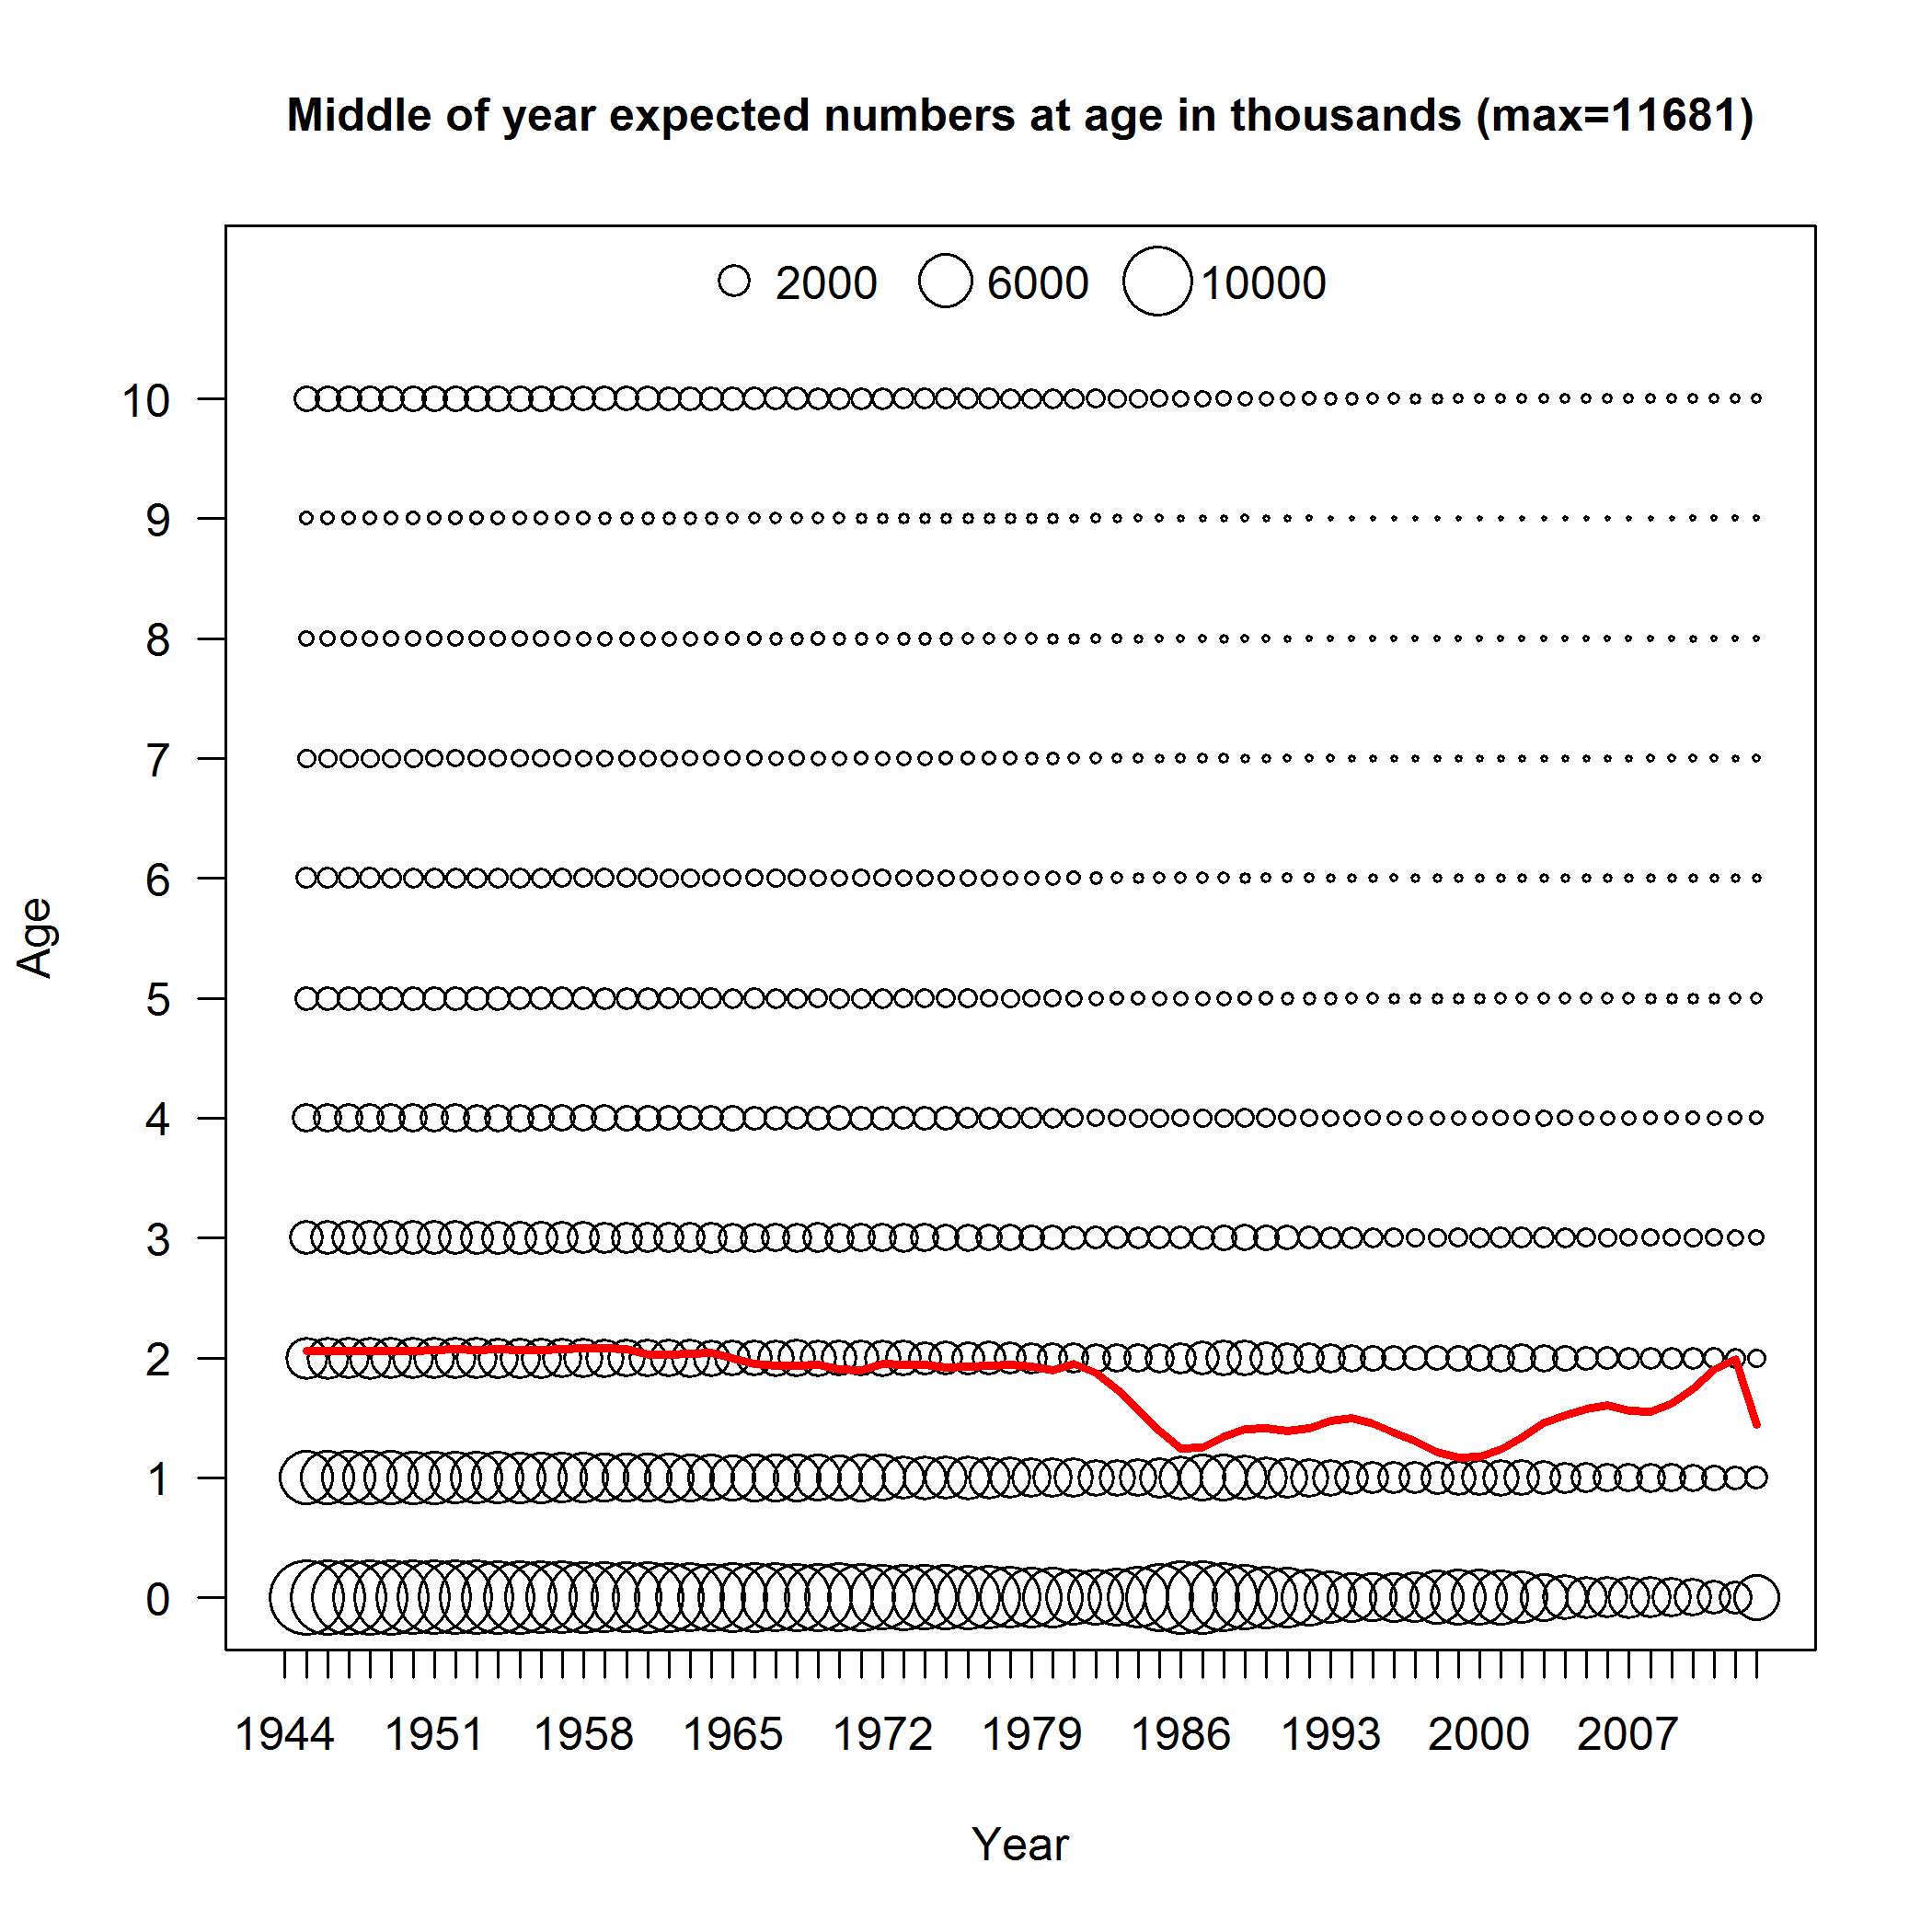 Middle of year expected numbers at age in thousands (max=11681)
2000 6000 10000
10
9
8
7
6
5
4
3
2
1
0
Age
1944 1951 1958 1965 1972 1979 1986 1993 2000 2007
Year